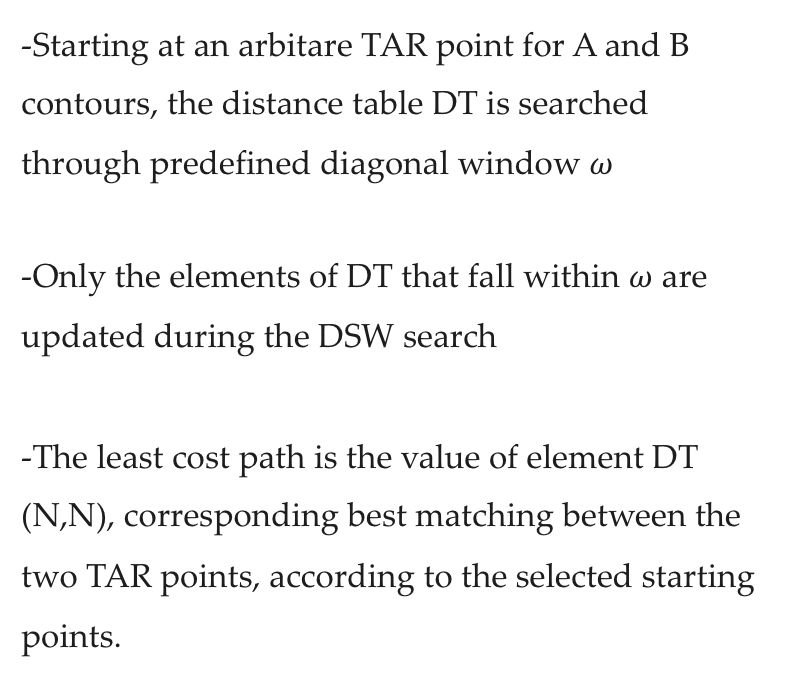 -Starting at an arbitare TAR point for A and B
contours, the distance table DT is searched
through predefined diagonal window ω
-Only the elements of DT that fall within ω are
updated during the DSW search
-The least cost path is the value of element DT
(N,N), corresponding best matching between the
two TAR points, according to the selected starting
points.